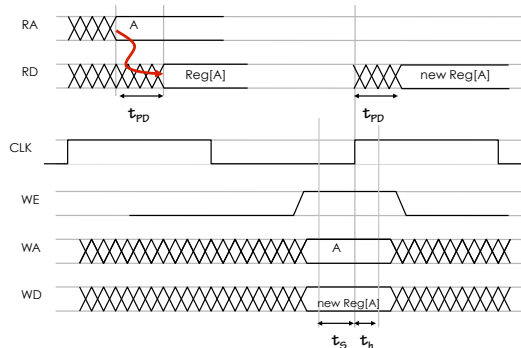 RA A
RD Reg[A] new Reg[A]
tPD tPD
CLK
WE
WA A
WD new Reg[A]
ts th